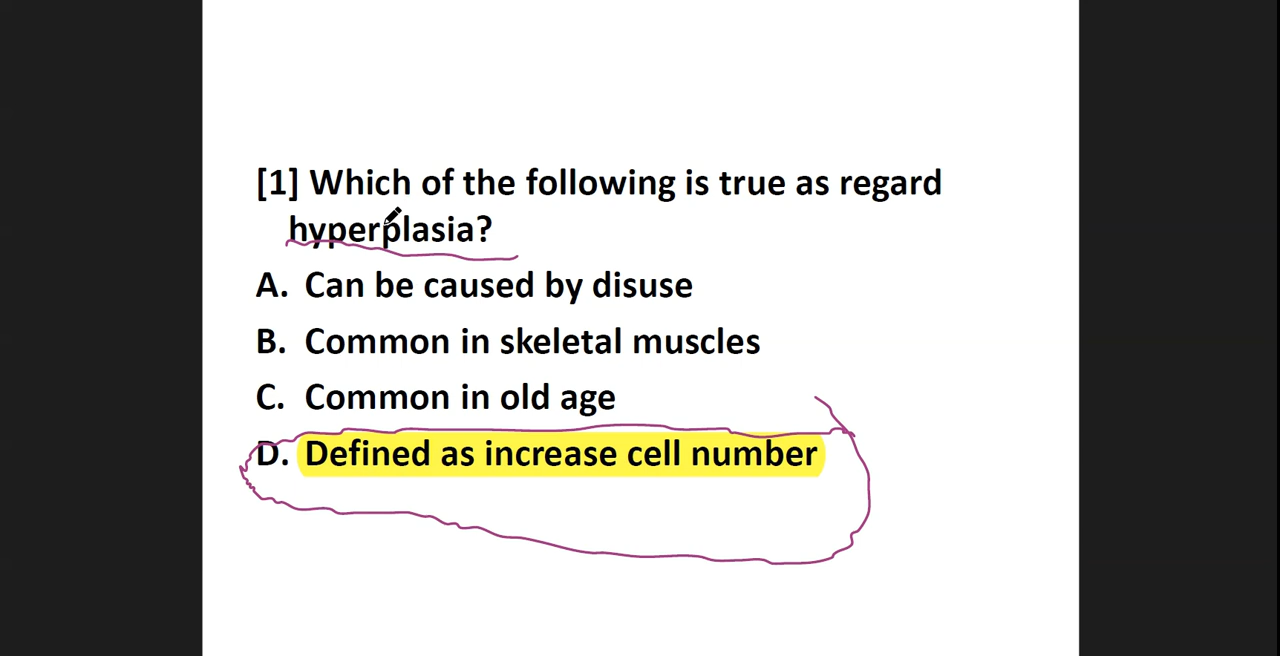 [1] Which of the following is true as regard
hyperplasia?
A. Can be caused by disuse
B. Common in skeletal muscles
C. Common in old age
D. Defined as increase cell number